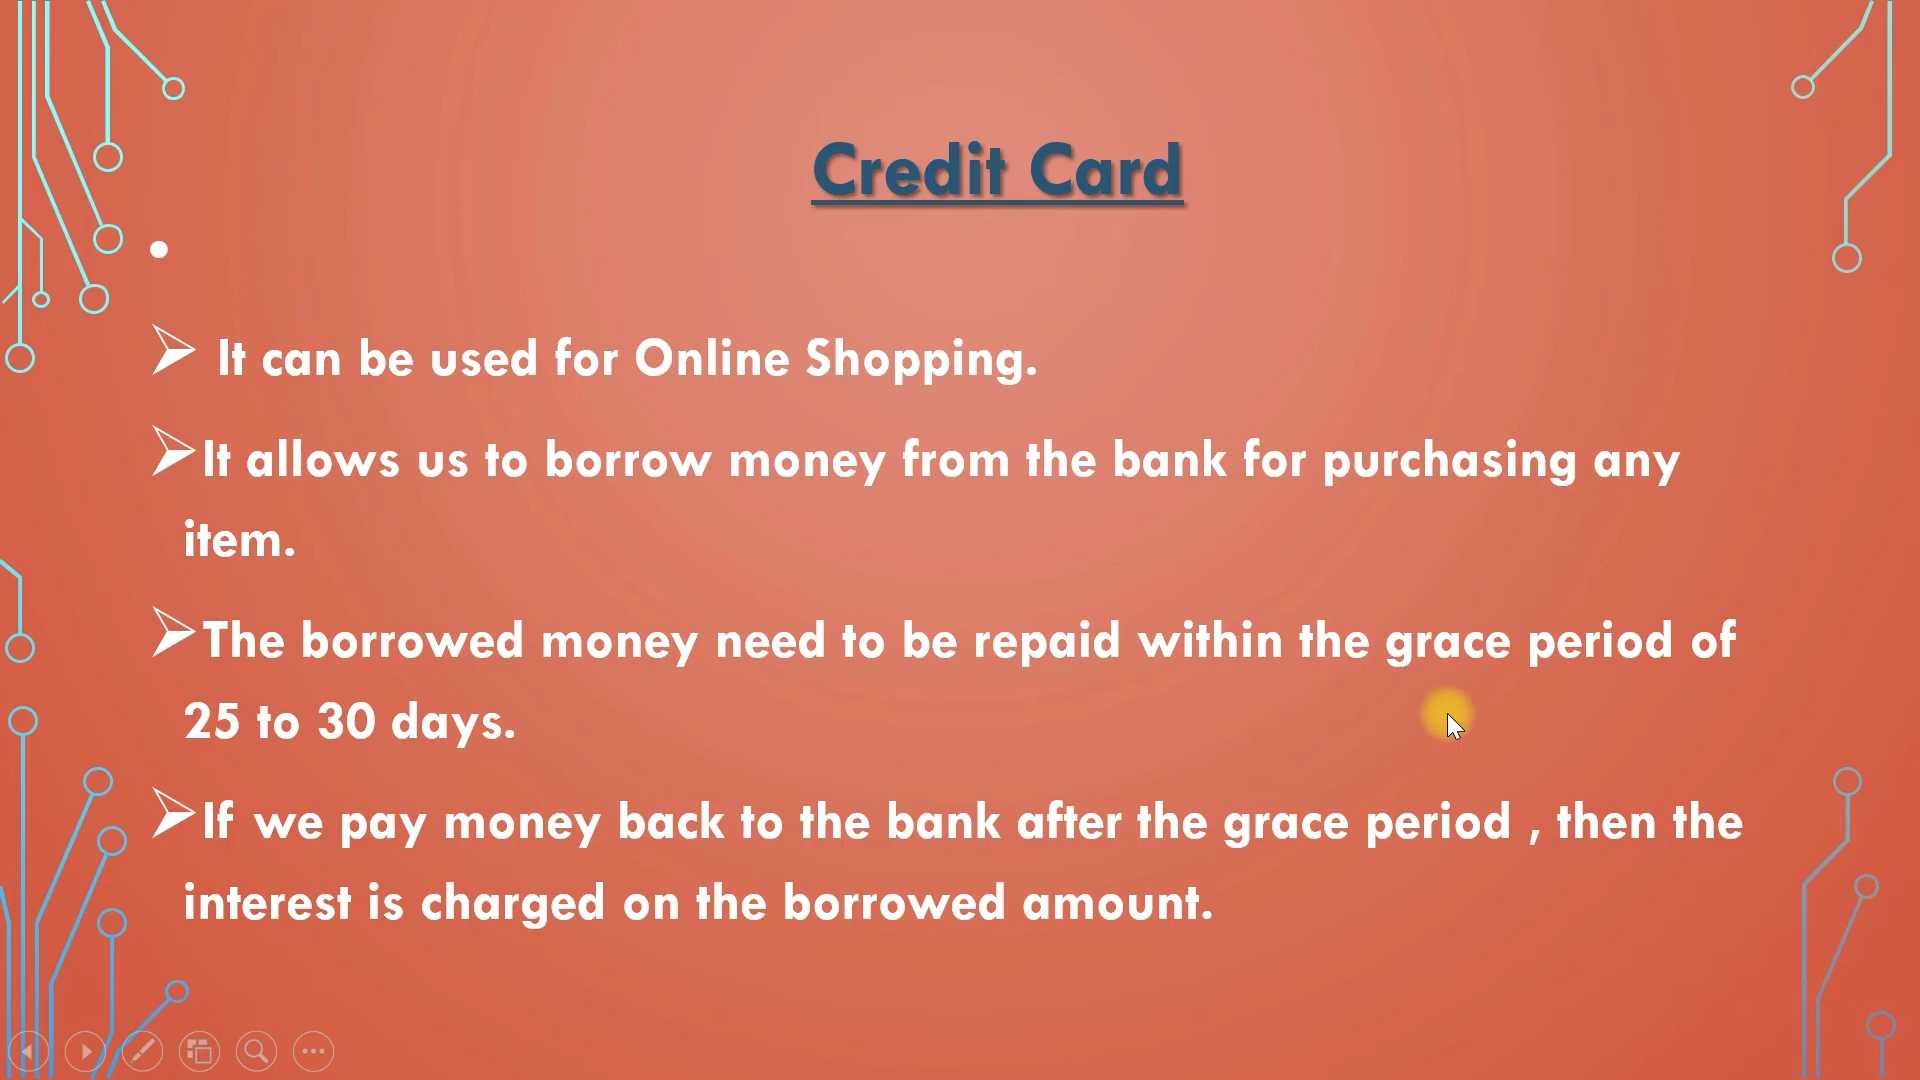 Credit Card
It can be used for Online Shopping.
It allows us to borrow money from the bank for purchasing any
item.
The borrowed money need to be repaid within the grace period of
25 to 30 days.
If we pay money back to the bank after the grace period , then the
interest is charged on the borrowed amount.